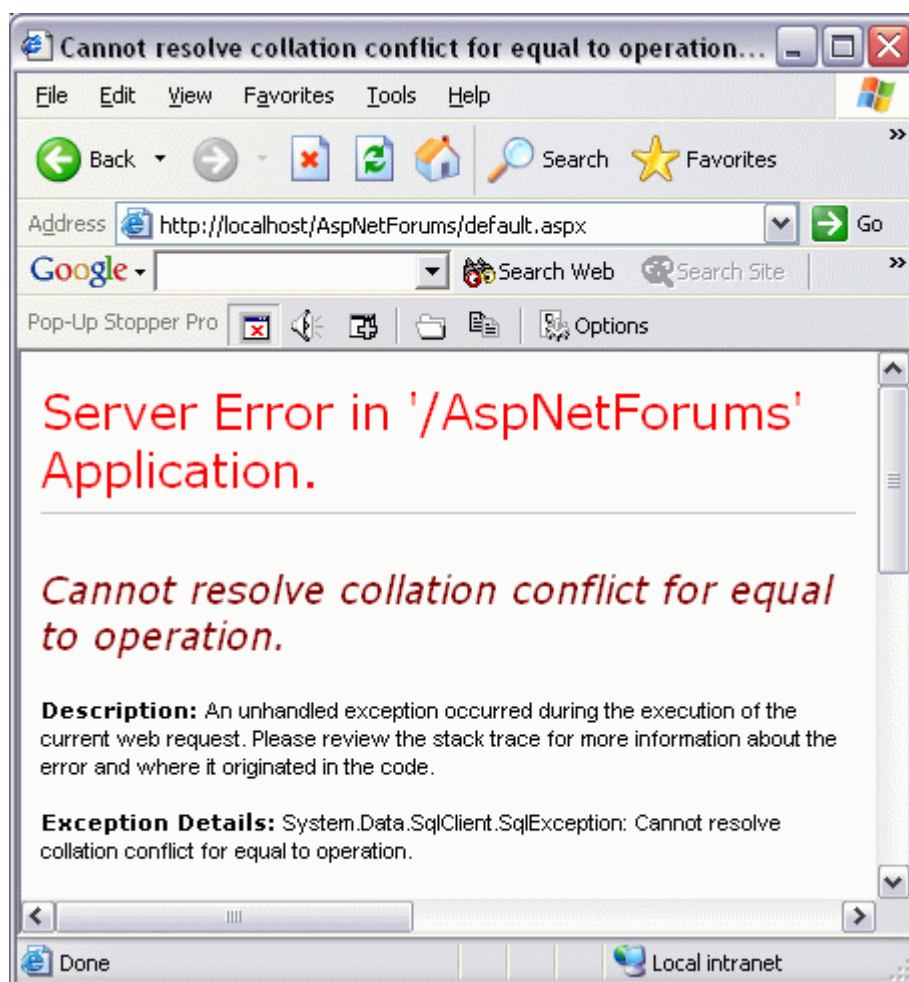 Cannot resolve collation conflict for equal to operation...
File Edit View Favorites Tools Help
Back Search Favorites »
Address http://localhost/AspNetForums/default.aspx Go
Google Search Web Search Site »
Pop-Up Stopper Pro Options
Server Error in '/AspNetForums'
Application.
Cannot resolve collation conflict for equal
to operation.
Description: An unhandled exception occurred during the execution of the
current web request. Please review the stack trace for more information about the
error and where it originated in the code.
Exception Details: System.Data.SqlClient.SqlException: Cannot resolve
collation conflict for equal to operation.
Done Local intranet